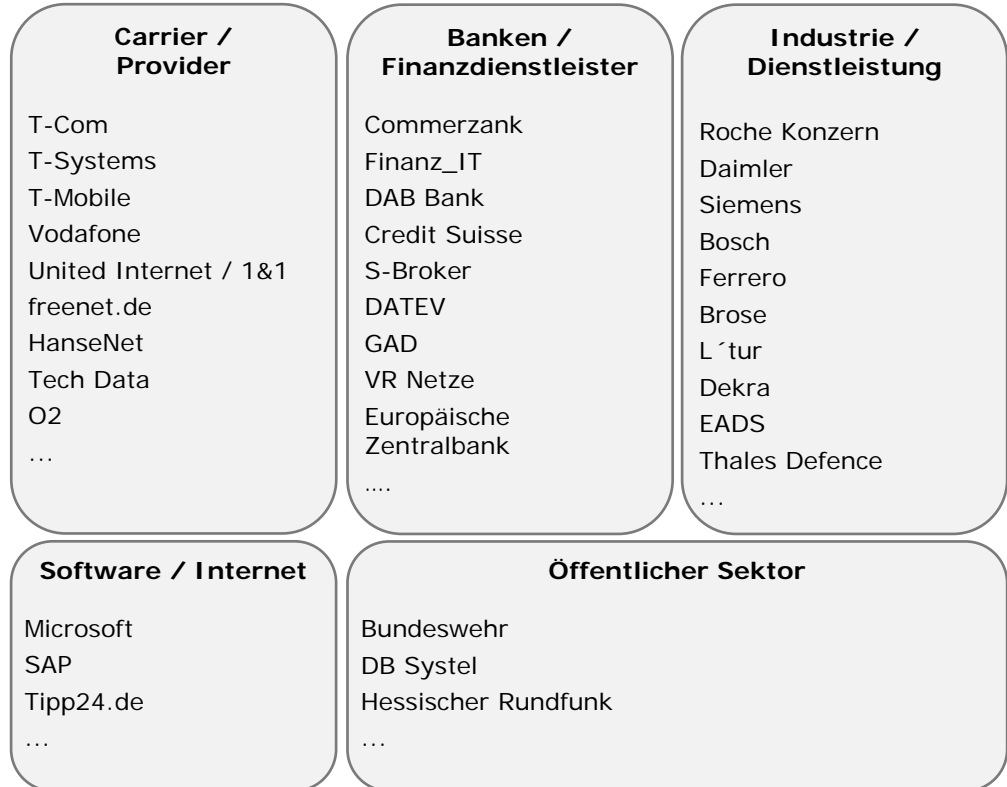 Carrier /
Provider
T-Com
T-Systems
T-Mobile
Vodafone
United Internet / 1&1
freenet.de
HanseNet
Tech Data
O2
...
Banken /
Finanzdienstleister
Commerzank
Finanz_IT
DAB Bank
Credit Suisse
S-Broker
DATEV
GAD
VR Netze
Europäische
Zentralbank
....
Industrie /
Dienstleistung
Roche Konzern
Daimler
Siemens
Bosch
Ferrero
Brose
L´tur
Dekra
EADS
Thales Defence
...
Software / Internet
Microsoft
SAP
Tipp24.de
...
Öffentlicher Sektor
Bundeswehr
DB Systel
Hessischer Rundfunk
...